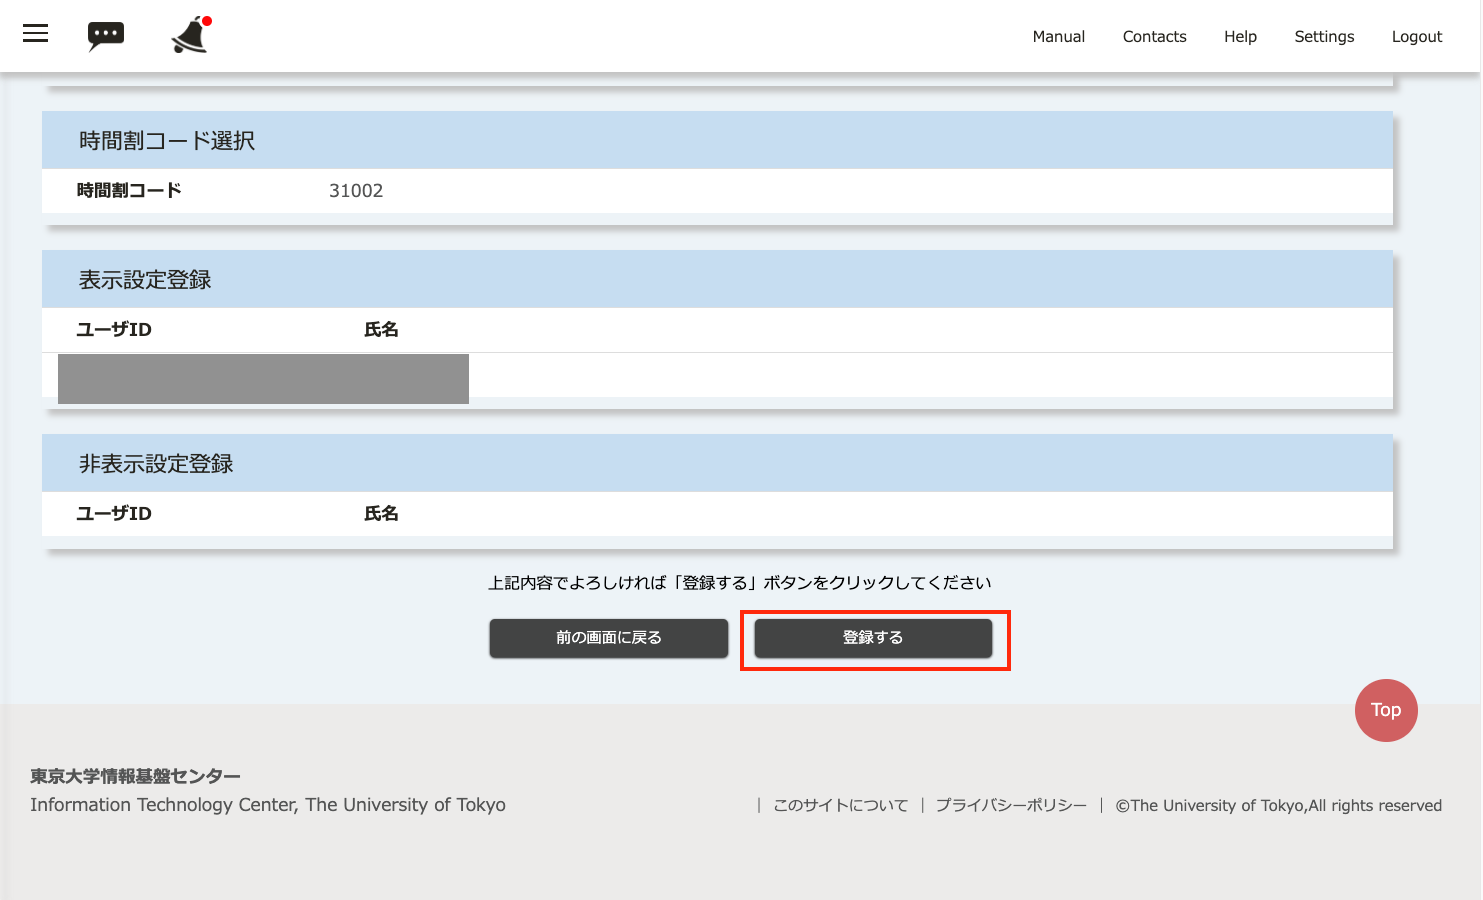 Manual Contacts Help Settings Logout
時間割コード選択
時間割コード 31002
表示設定登録
ユーザID 氏名
非表示設定登録
ユーザID 氏名
上記内容でよろしければ「登録する」ボタンをクリックしてください
前の画面に戻る 登録する
Top
東京大学情報基盤センター
Information Technology Center, The University of Tokyo
| このサイトについて | プライバシーポリシー | ©The University of Tokyo,All rights reserved